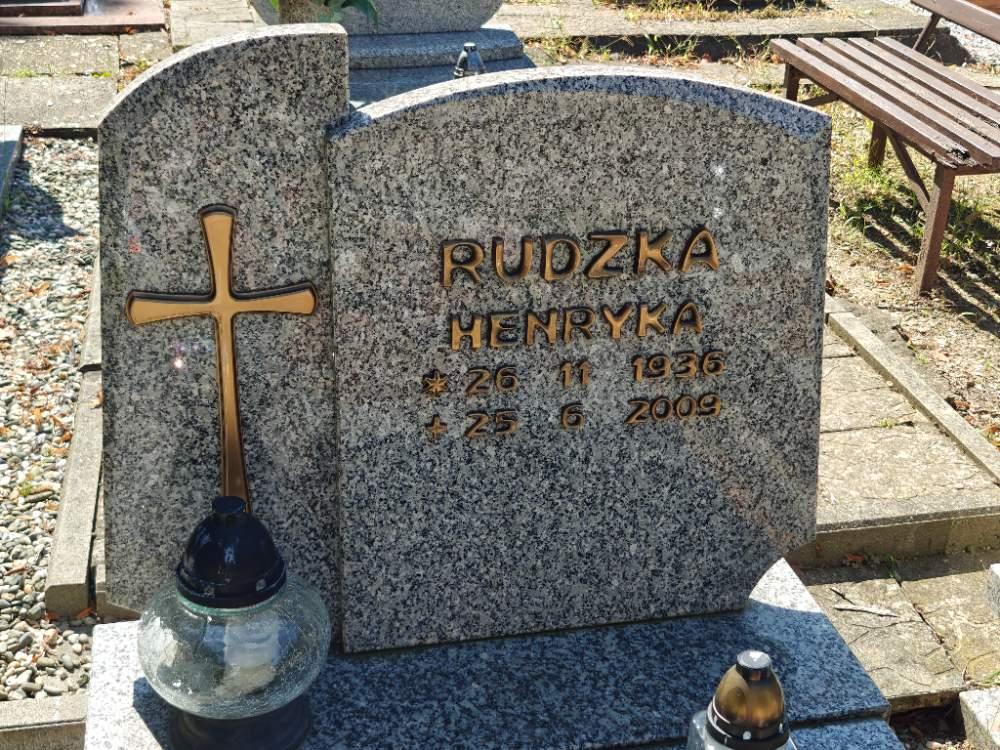 RUDZKA
HENRYKA
* 26 11 1936
+ 25 6 2009